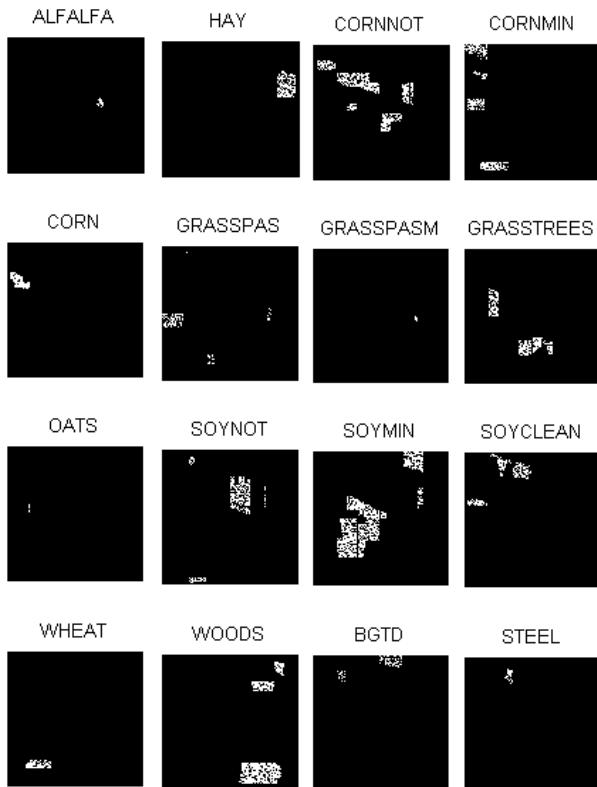 ALFALFA HAY CORNNOT CORNMIN
CORN GRASSPAS GRASSPASM GRASSTREES
OATS SOYNOT SOYMIN SOYCLEAN
WHEAT WOODS BGTD STEEL